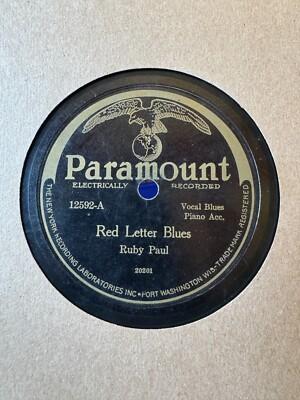 Paramount
ELECTRICALLY RECORDED
12592-A
Vocal Blues
Piano Acc.
Red Letter Blues
Ruby Paul
20201
THE NEW YORK RECORDING LABORATORIES INC • PORT WASHINGTON WIS-TRADE MARK REGISTERED